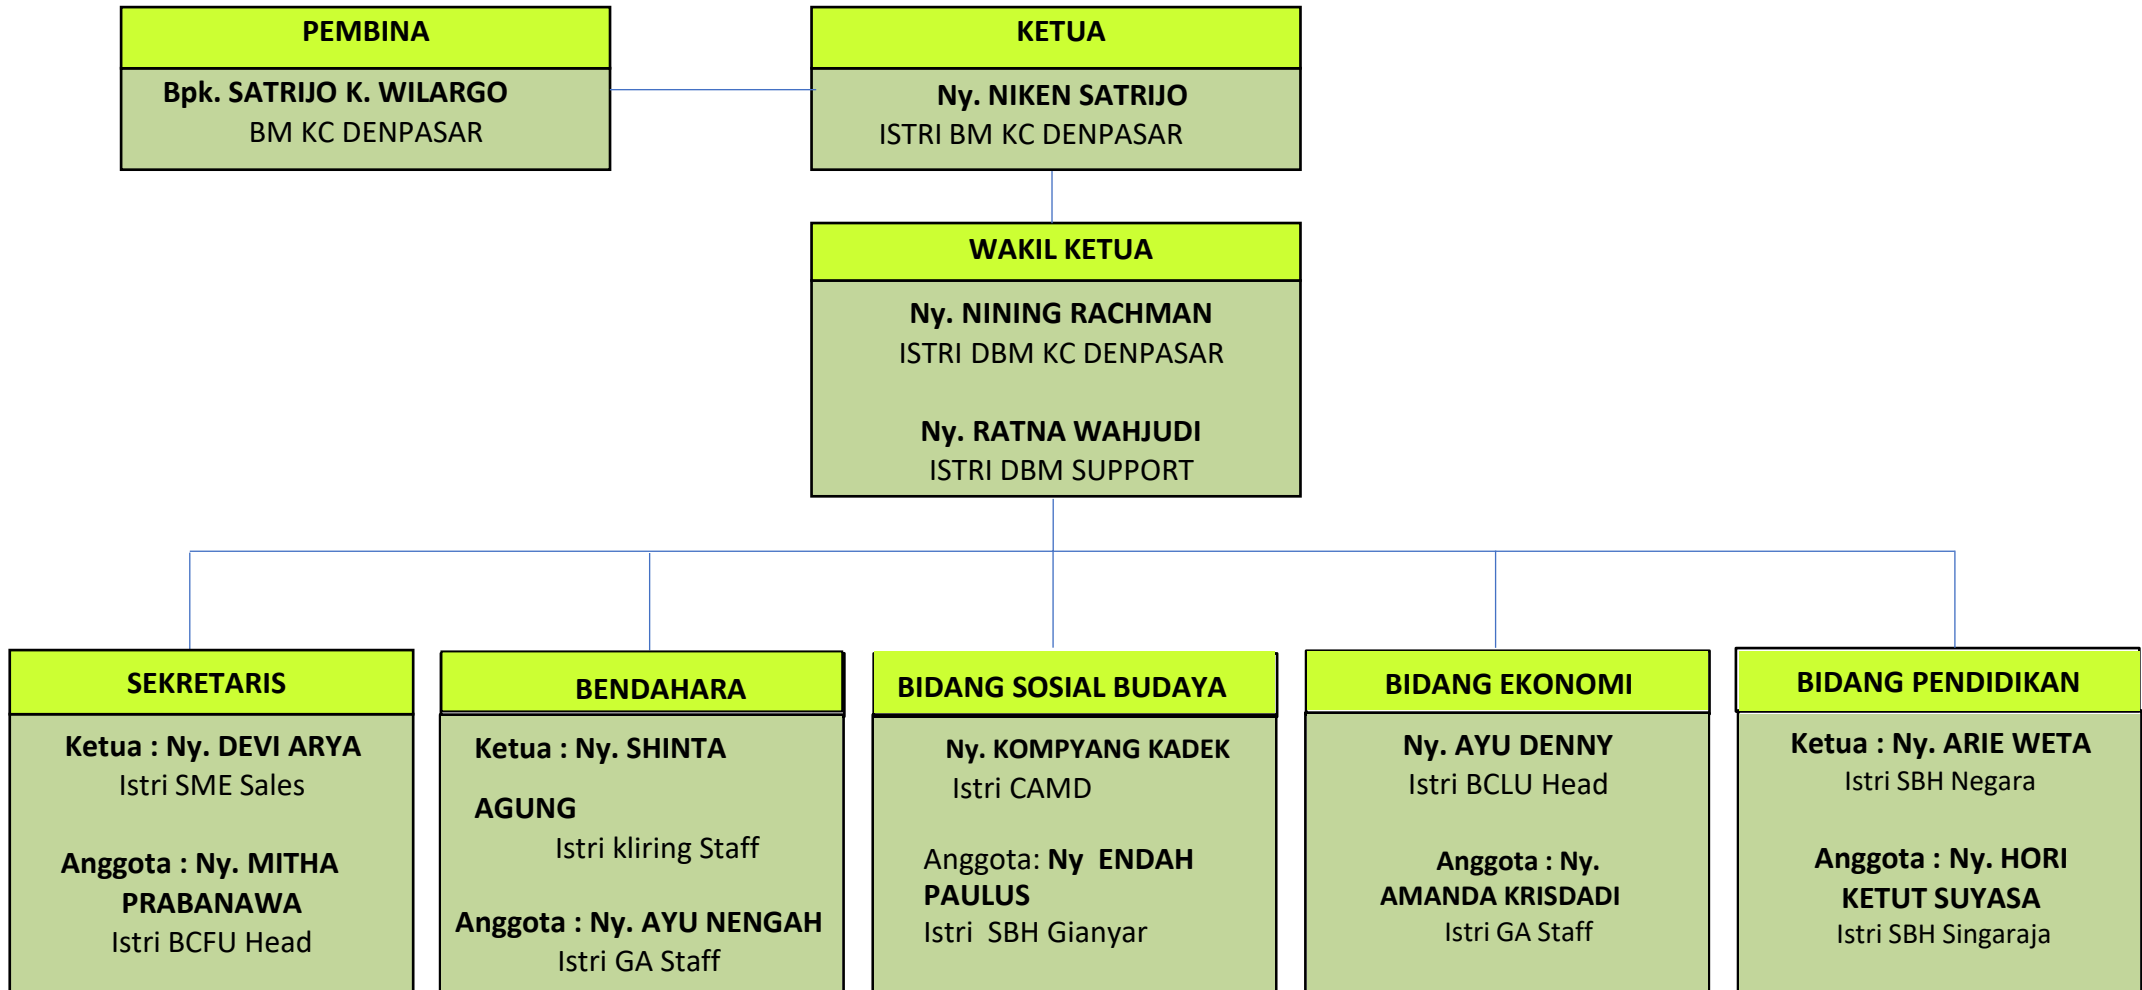 PEMBINA
Bpk. SATRIJO K. WILARGO
BM KC DENPASAR
KETUA
Ny. NIKEN SATRIJO
ISTRI BM KC DENPASAR
WAKIL KETUA
Ny. NINING RACHMAN
ISTRI DBM KC DENPASAR
Ny. RATNA WAHJUDI
ISTRI DBM SUPPORT
SEKRETARIS
Ketua : Ny. DEVI ARYA
Istri SME Sales
Anggota : Ny. MITHA
PRABANAWA
Istri BCFU Head
BENDAHARA
Ketua : Ny. SHINTA
AGUNG
Istri kliring Staff
Anggota : Ny. AYU NENGAH
Istri GA Staff
BIDANG SOSIAL BUDAYA
Ny. KOMPYANG KADEK
Istri CAMD
Anggota: Ny ENDAH
PAULUS
Istri SBH Gianyar
BIDANG EKONOMI
Ny. AYU DENNY
Istri BCLU Head
Anggota : Ny.
AMANDA KRISDADI
Istri GA Staff
BIDANG PENDIDIKAN
Ketua : Ny. ARIE WETA
Istri SBH Negara
Anggota : Ny. HORI
KETUT SUYASA
Istri SBH Singaraja